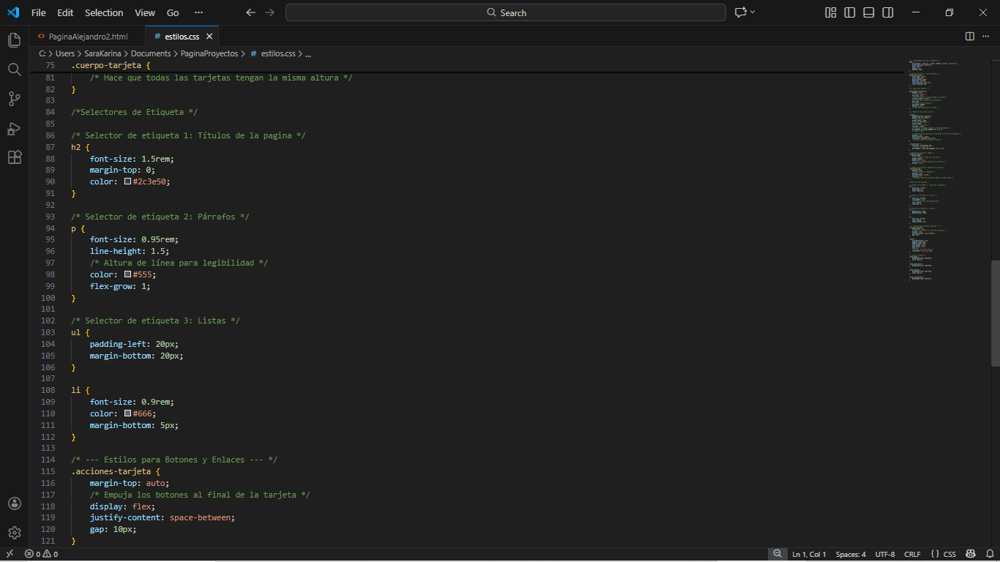 File Edit Selection View Go ··· Search
PaginaAlejandro2.html # estilos.css
C: > Users > SaraKarina > Documents > PaginaProyectos > # estilos.css > ...
75 .cuerpo-tarjeta {
81 /* Hace que todas las tarjetas tengan la misma altura */
82 }
83
84 /*Selectores de Etiqueta */
85
86 /* Selector de etiqueta 1: Títulos de la pagina */
87 h2 {
88 font-size: 1.5rem;
89 margin-top: 0;
90 color: #2c3e50;
91 }
92
93 /* Selector de etiqueta 2: Párrafos */
94 p {
95 font-size: 0.95rem;
96 line-height: 1.5;
97 /* Altura de línea para legibilidad */
98 color: #555;
99 flex-grow: 1;
100 }
101
102 /* Selector de etiqueta 3: Listas */
103 ul {
104 padding-left: 20px;
105 margin-bottom: 20px;
106 }
107
108 li {
109 font-size: 0.9rem;
110 color: #666;
111 margin-bottom: 5px;
112 }
113
114 /* --- Estilos para Botones y Enlaces --- */
115 .acciones-tarjeta {
116 margin-top: auto;
117 /* Empuja los botones al final de la tarjeta */
118 display: flex;
119 justify-content: space-between;
120 gap: 10px;
121 }
0 0 Ln 1, Col 1 Spaces: 4 UTF-8 CRLF { } CSS